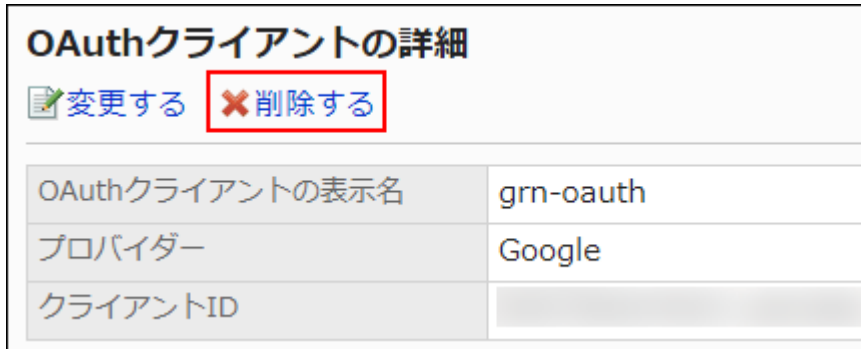 OAuthクライアントの詳細
変更する 削除する
OAuthクライアントの表示名 grn-oauth
プロバイダー Google
クライアントID